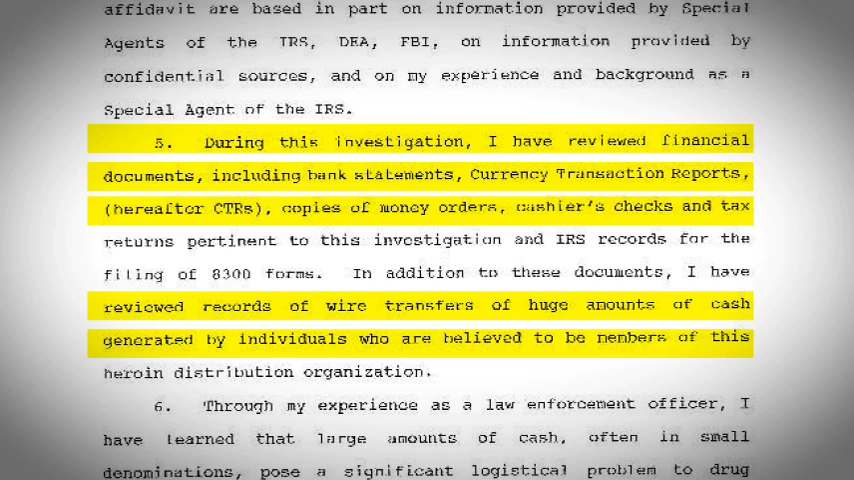 affidavit are based in part on information provided by Special
Agents of the IRS, DEA, FBI, on information provided by
confidential sources, and on my experience and background as a
Special Agent of the IRS.
5. During this investigation, I have reviewed financial
documents, including bank statements, Currency Transaction Reports,
(hereafter CTRs), copies of money orders, cashier's checks and tax
returns pertinent to this investigation and IRS records for the
filing of 8300 forms. In addition to these documents, I have
reviewed records of wire transfers of huge amounts of cash
generated by individuals who are believed to be members of this
heroin distribution organization.
6. Through my experience as a law enforcement officer, I
have learned that large amounts of cash, often in small
denominations, pose a significant logistical problem to drug